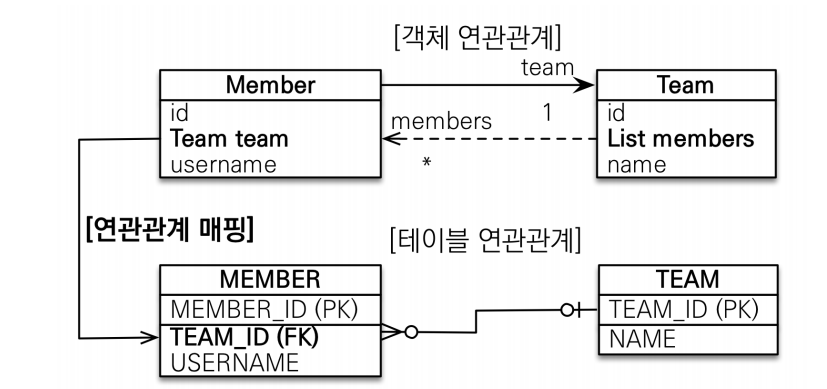 [객체 연관관계]
Member
team
Team
id
Team team
username
members
1
*
id
List members
name
[연관관계 매핑]
[테이블 연관관계]
MEMBER
MEMBER_ID (PK)
TEAM_ID (FK)
USERNAME
TEAM
TEAM_ID (PK)
NAME